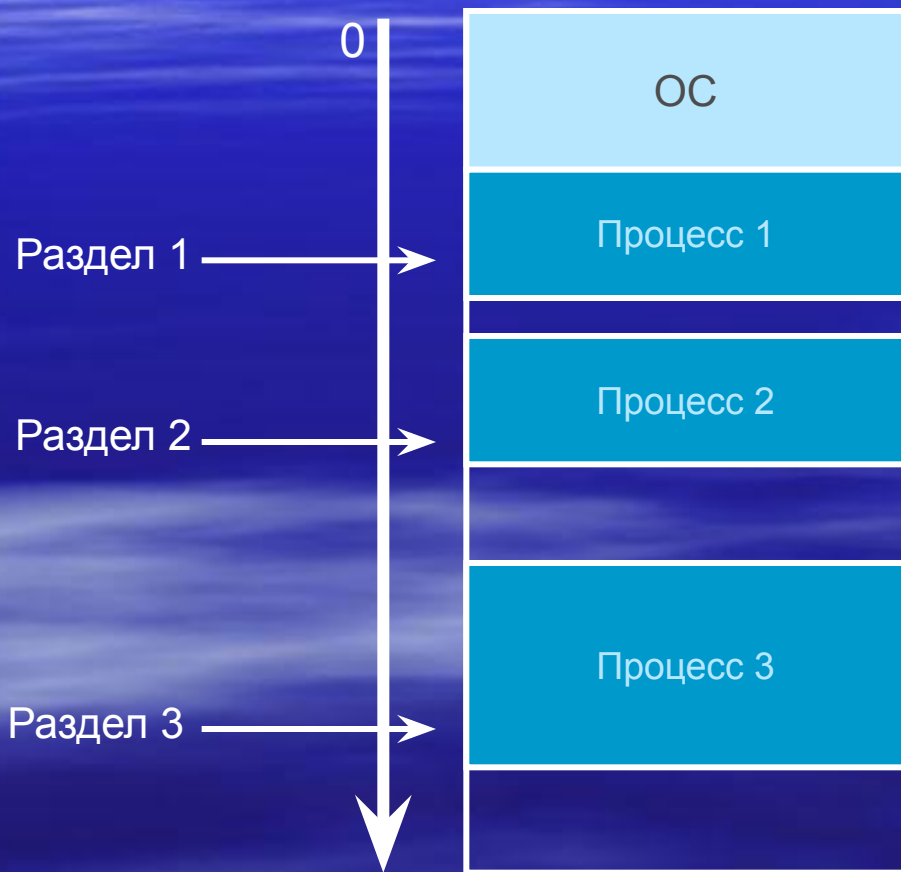 0
ОС
Процесс 1
Раздел 1
Процесс 2
Раздел 2
Процесс 3
Раздел 3